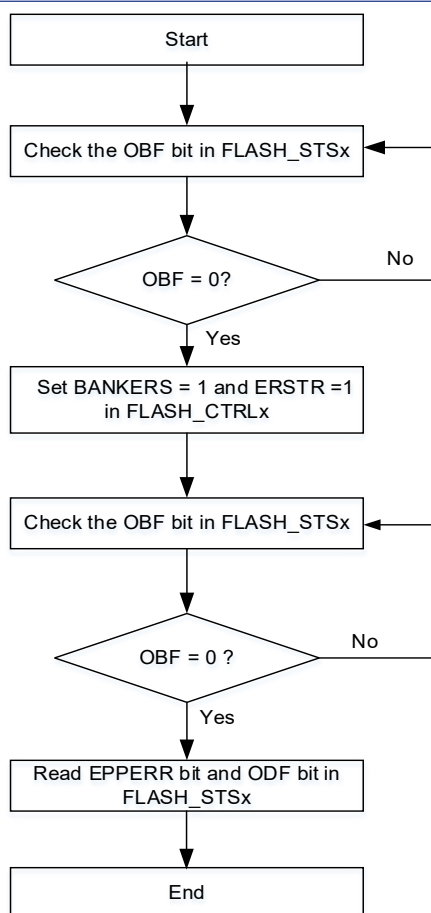 Start
Check the OBF bit in FLASH_STSx
OBF = 0?
No
Yes
Set BANKERS = 1 and ERSTR =1
in FLASH_CTRLx
Check the OBF bit in FLASH_STSx
OBF = 0 ?
No
Yes
Read EPPERR bit and ODF bit in
FLASH_STSx
End